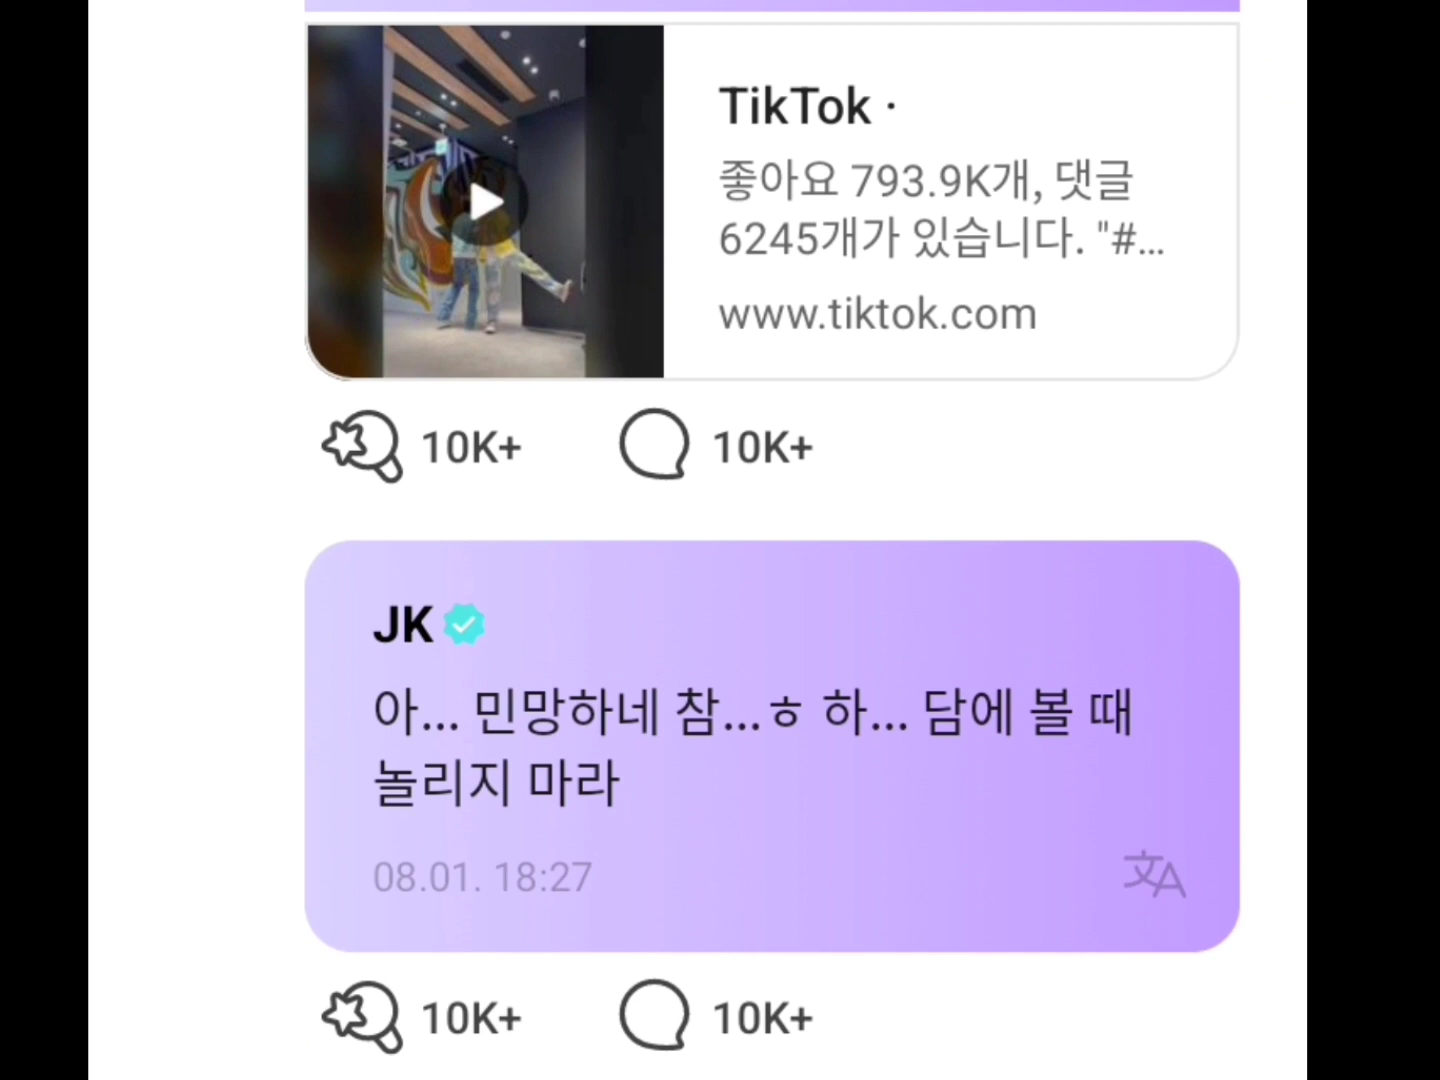 TikTok ·
좋아요 793.9K개, 댓글
6245개가 있습니다. "#...
www.tiktok.com
10K+ 10K+
JK
아... 민망하네 참...ㅎ 하... 담에 볼 때
놀리지 마라
08.01. 18:27
10K+ 10K+